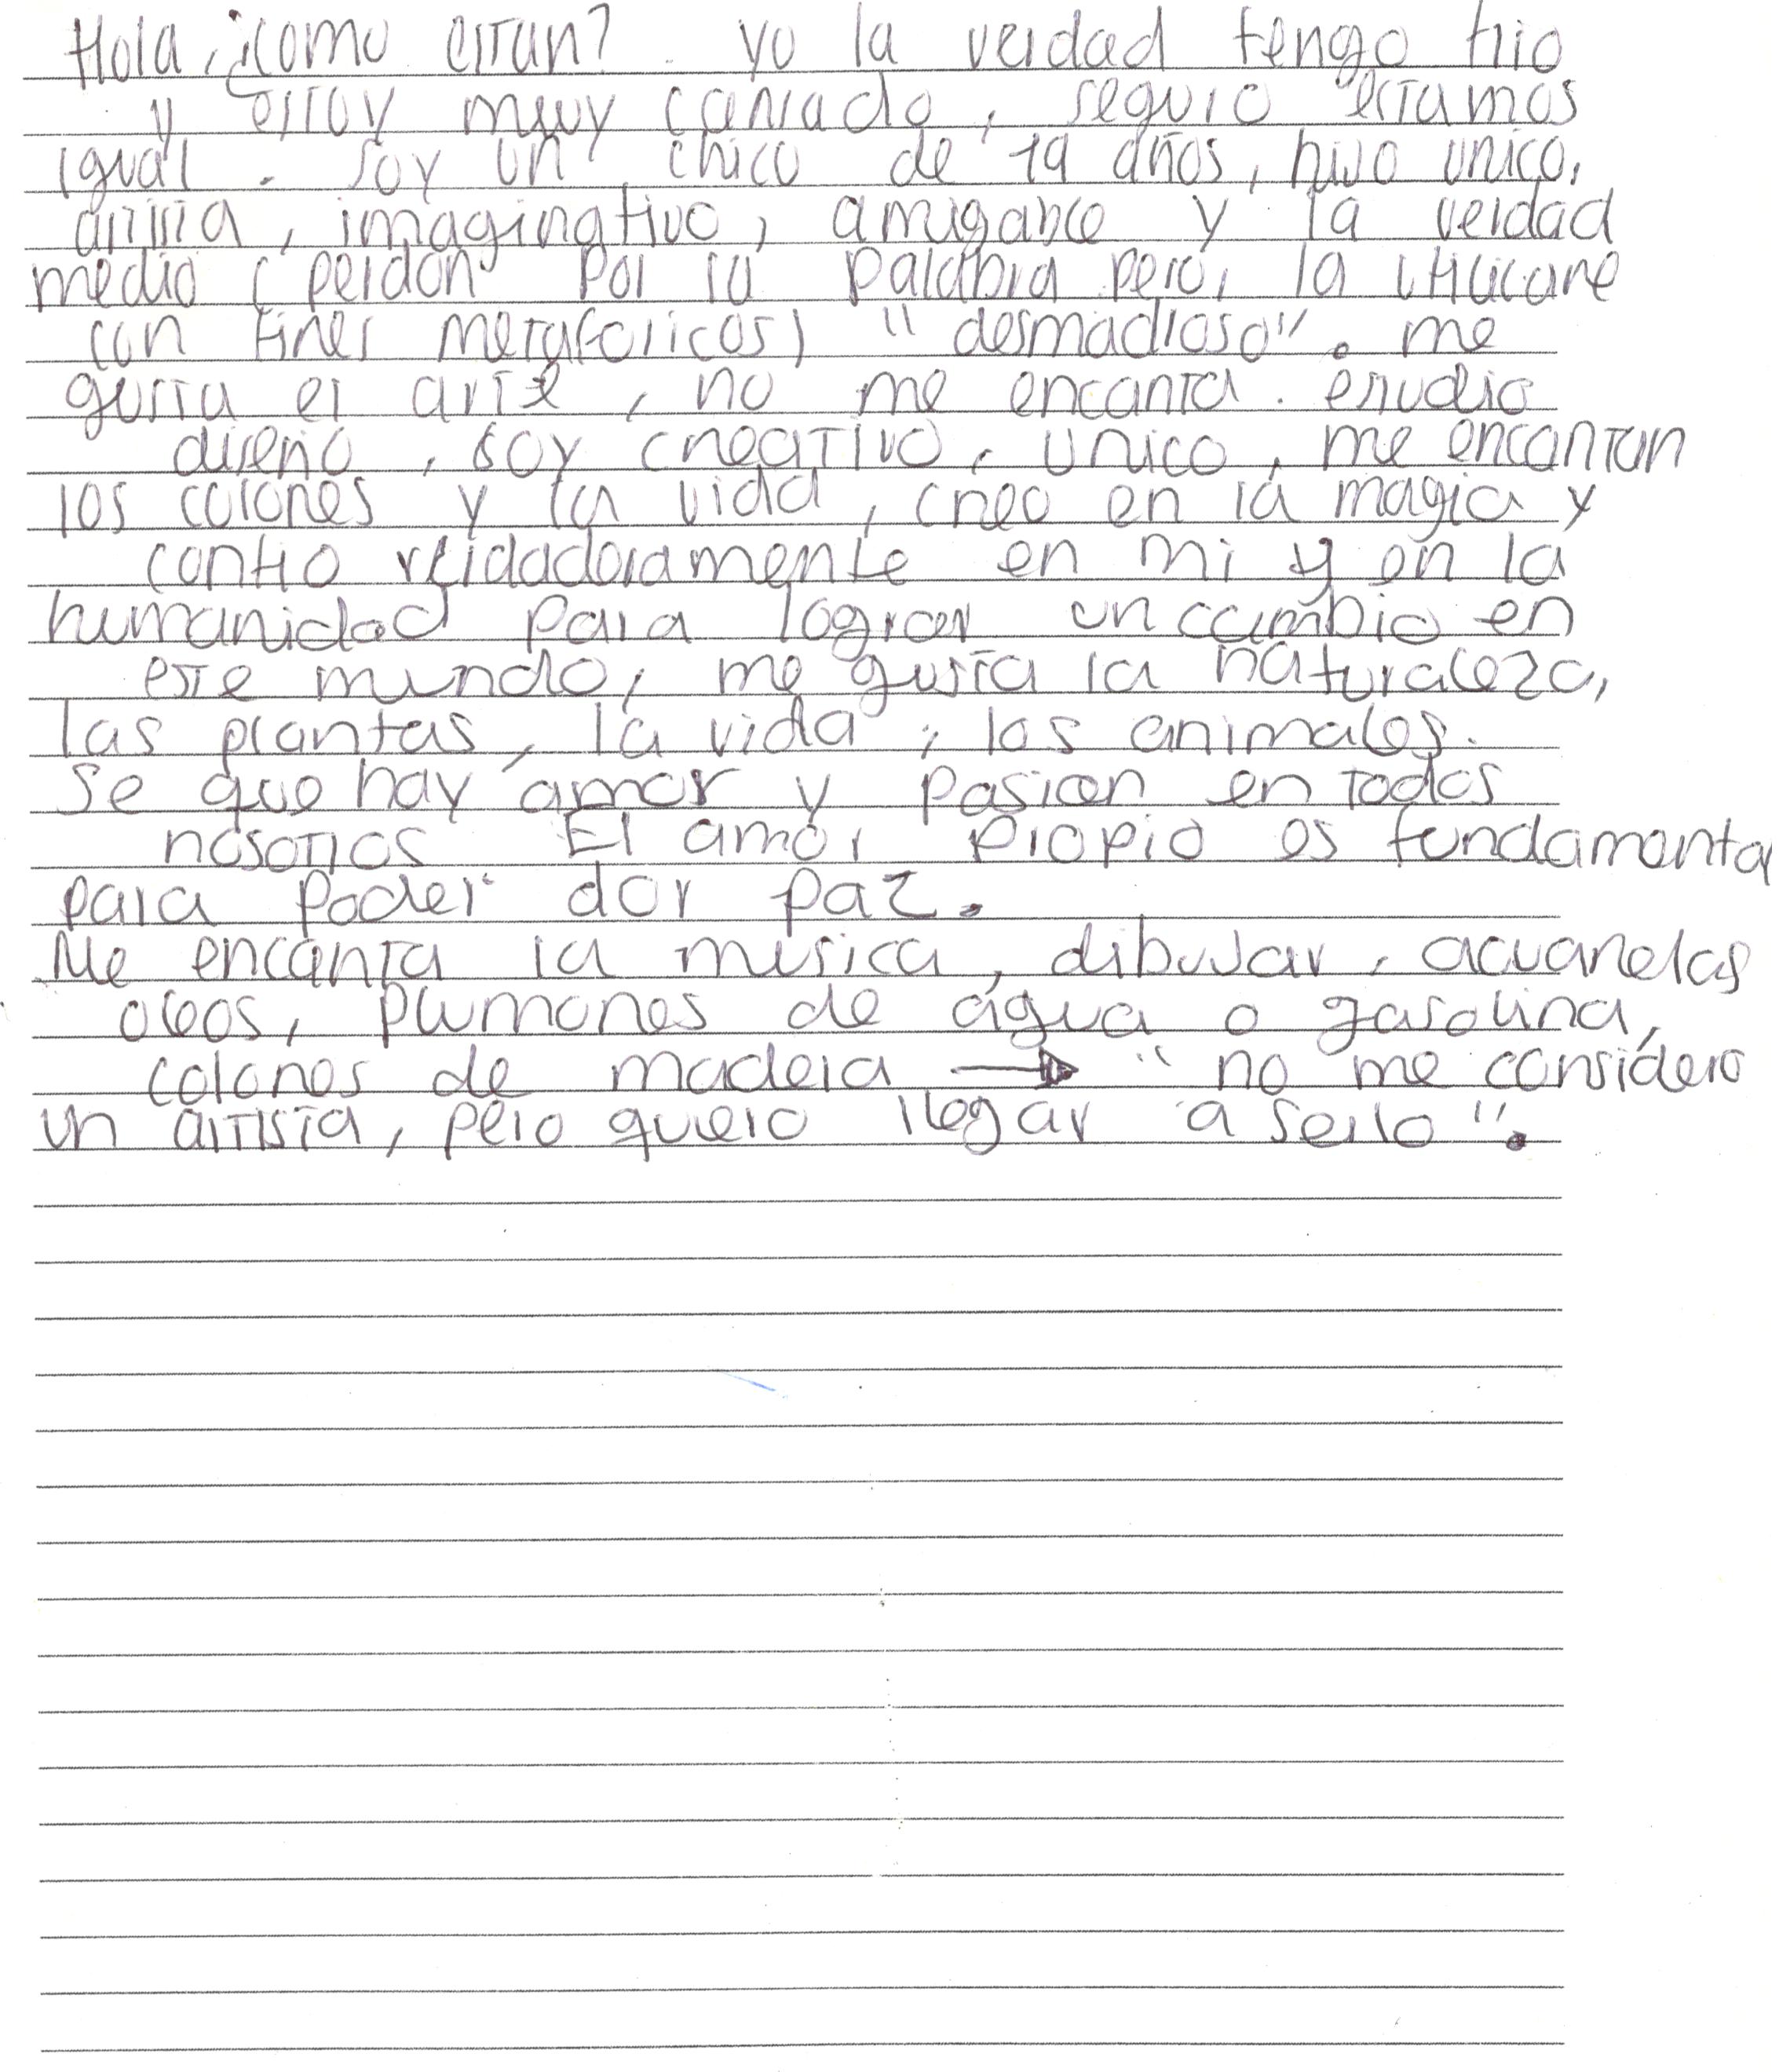 Hola, ¿como estan? yo la verdad tengo frio
y estoy muy cansado, seguro estamos
igual. Soy un chico de 19 años, hijo unico,
artista, imaginativo, amigable y la verdad
medio (perdon por la palabra pero, la utilizare
con fines metaforicos) "desmadroso". me
gusta el arte, no me encanta. estudio
diseño, soy creativo, unico, me encantan
los colores y la vida, creo en la magia y
confio verdaderamente en mi y en la
humanidad para lograr un cambio en
este mundo, me gusta la naturaleza,
las plantas, la vida, los animales.
Se que hay amor y pasion en todos
nosotros El amor propio es fundamental
para poder dar paz.
Me encanta la musica, dibujar, acuarelas
oleos, plumones de agua o gasolina,
colores de madera → "no me considero
un artista, pero quiero llegar a serlo".